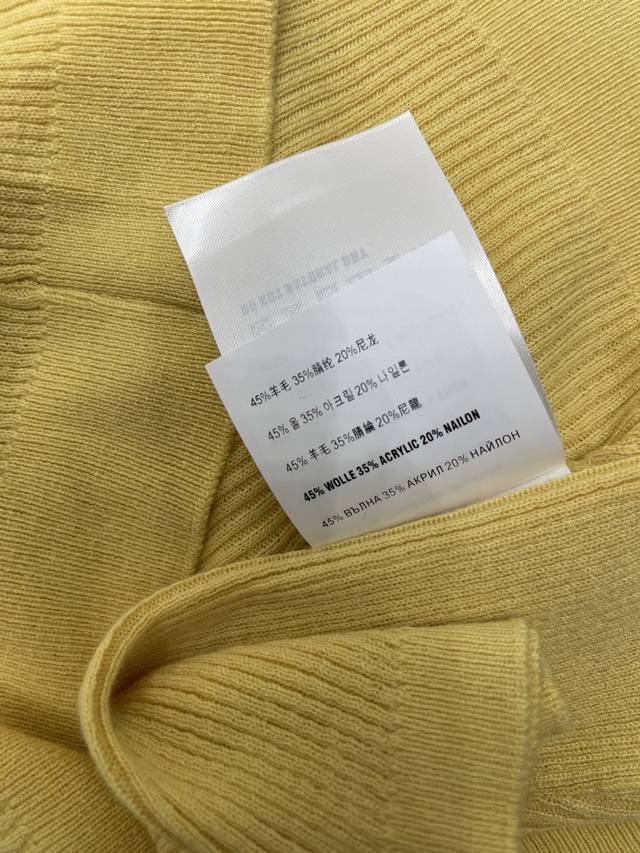 45%羊毛 35%腈纶 20%尼龙
45% 울 35% 아크릴 20% 나일론
45% 羊毛 35%腈綸 20%尼龍
45% WOLLE 35% ACRYLIC 20% NAILON
45% ВЪЛНА 35% АКРИЛ 20% НАЙЛОН